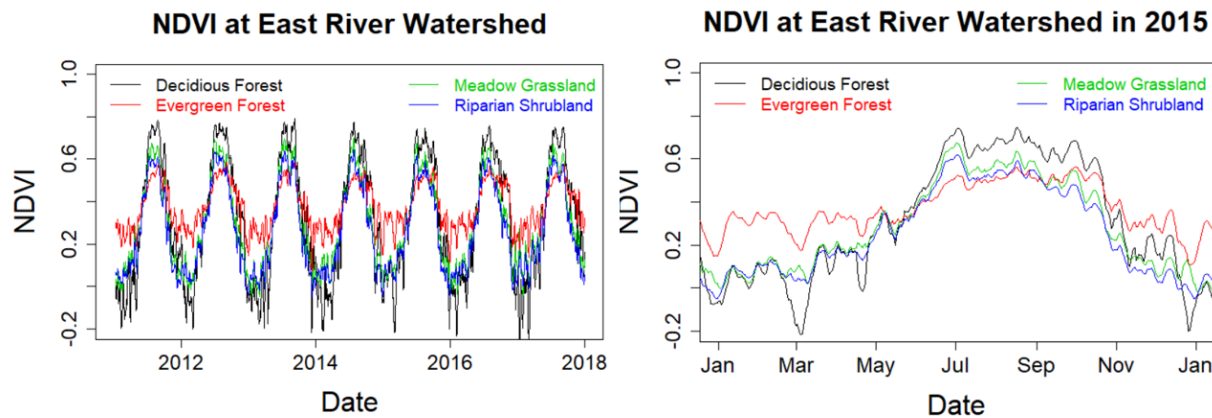 NDVI at East River Watershed
1.0
0.6
0.2
-0.2
NDVI
Decidious Forest
Evergreen Forest
Meadow Grassland
Riparian Shrubland
2012 2014 2016 2018
Date
NDVI at East River Watershed in 2015
1.0
0.6
0.2
-0.2
NDVI
Decidious Forest
Evergreen Forest
Meadow Grassland
Riparian Shrubland
Jan Mar May Jul Sep Nov Jan
Date